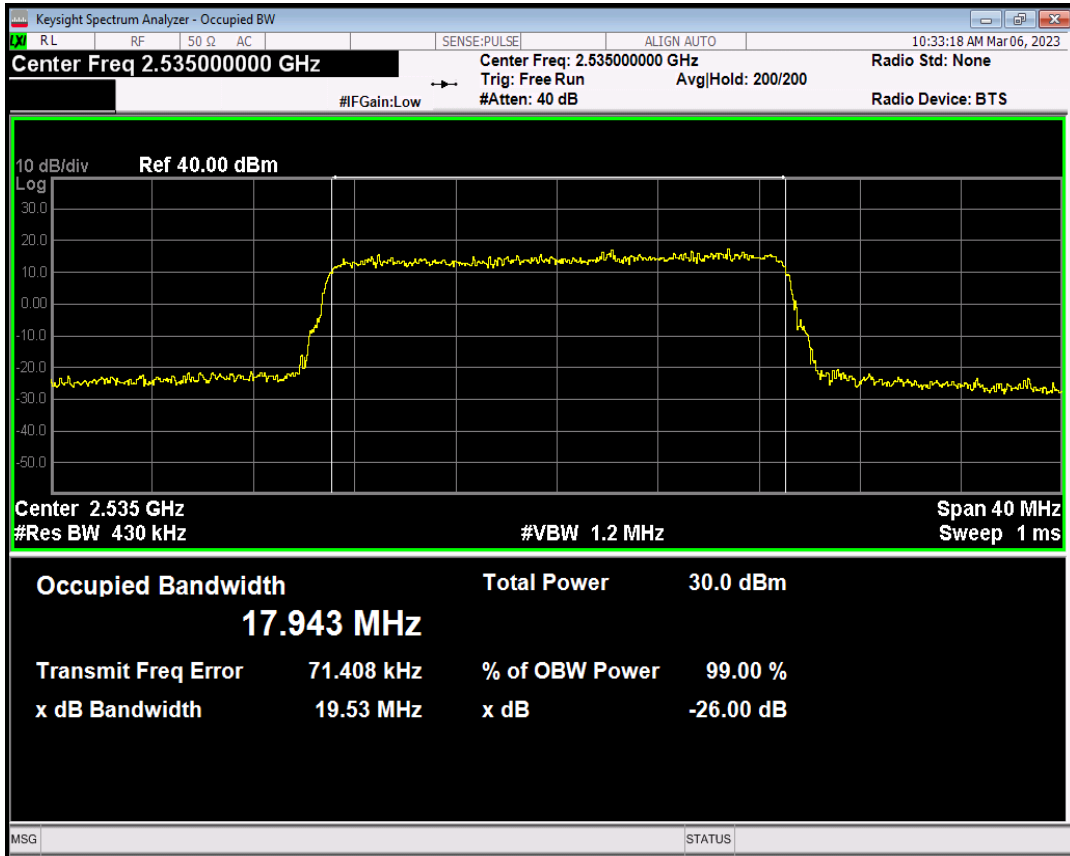 Keysight Spectrum Analyzer - Occupied BW
LXI RL RF 50 Ω AC SENSE:PULSE ALIGN AUTO 10:33:18 AM Mar 06, 2023
Center Freq 2.535000000 GHz Center Freq: 2.535000000 GHz Radio Std: None
Trig: Free Run Avg|Hold: 200/200
#IFGain:Low #Atten: 40 dB Radio Device: BTS
10 dB/div Ref 40.00 dBm
Log
30.0
20.0
10.0
0.00
-10.0
-20.0
-30.0
-40.0
-50.0
Center 2.535 GHz Span 40 MHz
#Res BW 430 kHz #VBW 1.2 MHz Sweep 1 ms
Occupied Bandwidth Total Power 30.0 dBm
17.943 MHz
Transmit Freq Error 71.408 kHz % of OBW Power 99.00 %
x dB Bandwidth 19.53 MHz x dB -26.00 dB
MSG STATUS